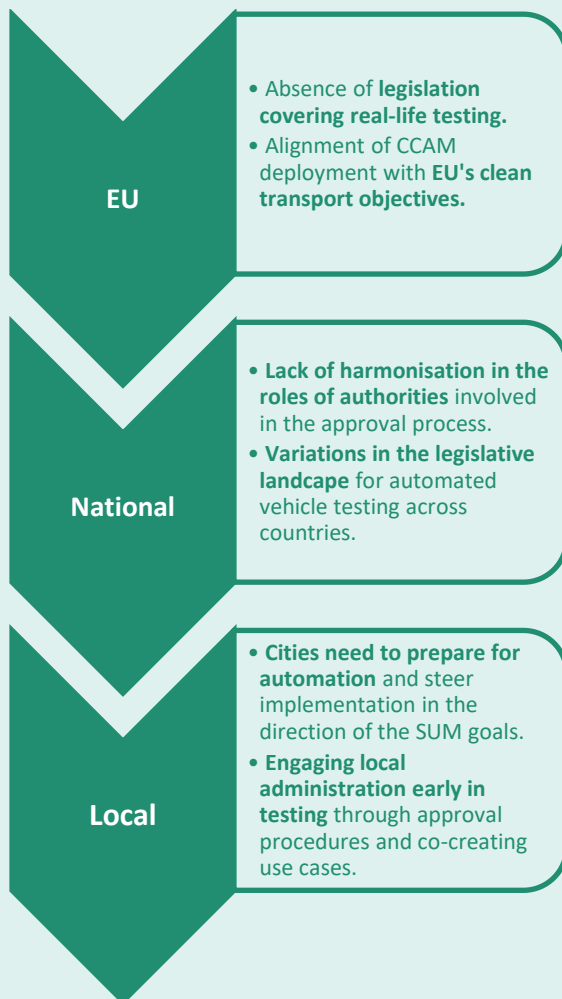 EU
• Absence of legislation
covering real-life testing.
• Alignment of CCAM
deployment with EU's clean
transport objectives.
National
• Lack of harmonisation in the
roles of authorities involved
in the approval process.
• Variations in the legislative
landcape for automated
vehicle testing across
countries.
Local
• Cities need to prepare for
automation and steer
implementation in the
direction of the SUM goals.
• Engaging local
administration early in
testing through approval
procedures and co-creating
use cases.